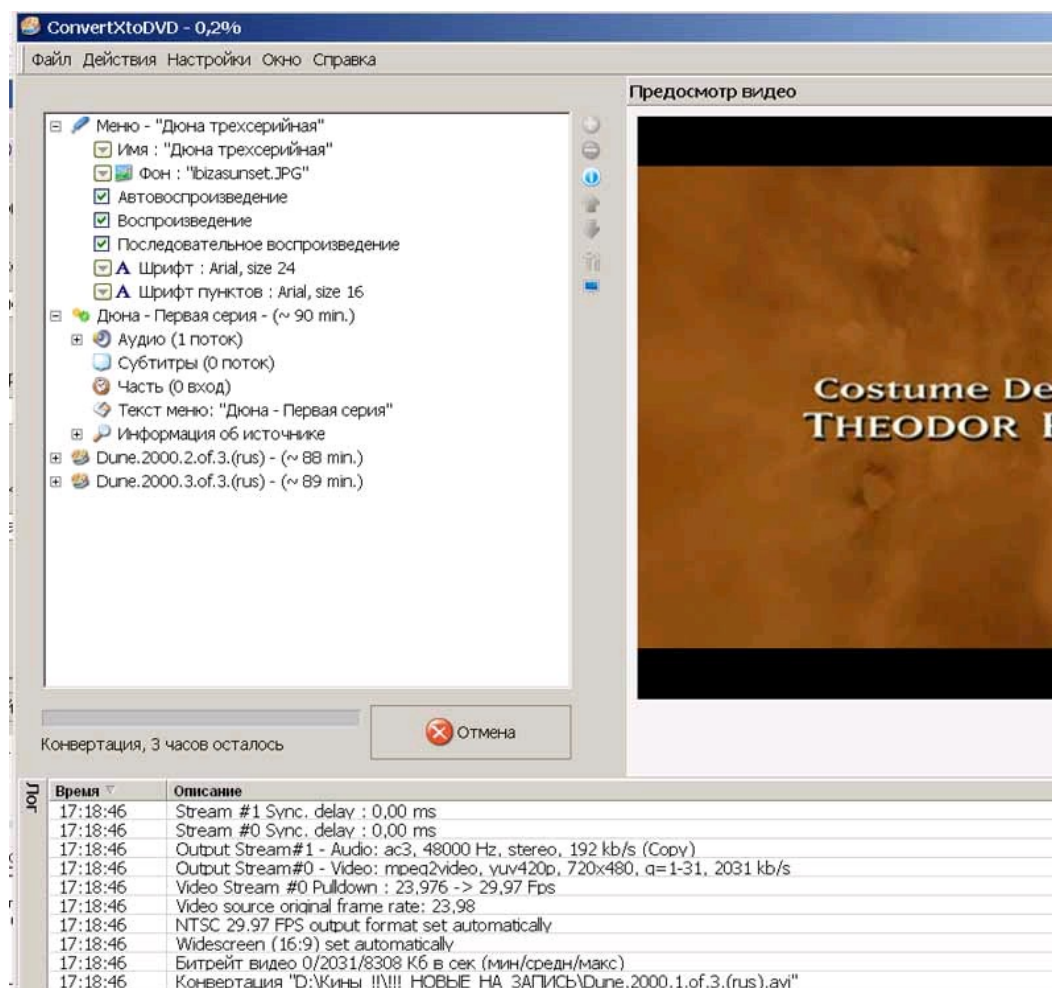 ConvertXtoDVD - 0,2%
Файл Действия Настройки Окно Справка
Предосмотр видео
Меню - "Дюна трехсерийная"
Имя : "Дюна трехсерийная"
Фон : "ibizasunset.JPG"
Автовоспроизведение
Воспроизведение
Последовательное воспроизведение
A Шрифт : Arial, size 24
A Шрифт пунктов : Arial, size 16
Дюна - Первая серия - (~ 90 min.)
Аудио (1 поток)
Субтитры (0 поток)
Часть (0 вход)
Текст меню: "Дюна - Первая серия"
Информация об источнике
Dune.2000.2.of.3.(rus) - (~ 88 min.)
Dune.2000.3.of.3.(rus) - (~ 89 min.)
Costume De
THEODOR
Отмена
Конвертация, 3 часов осталось
Лог
Время Описание
17:18:46 Stream #1 Sync. delay : 0,00 ms
17:18:46 Stream #0 Sync. delay : 0,00 ms
17:18:46 Output Stream#1 - Audio: ac3, 48000 Hz, stereo, 192 kb/s (Copy)
17:18:46 Output Stream#0 - Video: mpeg2video, yuv420p, 720x480, q=1-31, 2031 kb/s
17:18:46 Video Stream #0 Pulldown : 23,976 -> 29,97 Fps
17:18:46 Video source original frame rate: 23,98
17:18:46 NTSC 29.97 FPS output format set automatically
17:18:46 Widescreen (16:9) set automatically
17:18:46 Битрейт видео 0/2031/8308 Кб в сек (мин/средн/макс)
17:18:46 Конвертация "D:\Кины_!!\!!!_НОВЫЕ_НА_ЗАПИСЬ\Dune.2000.1.of.3.(rus).avi"